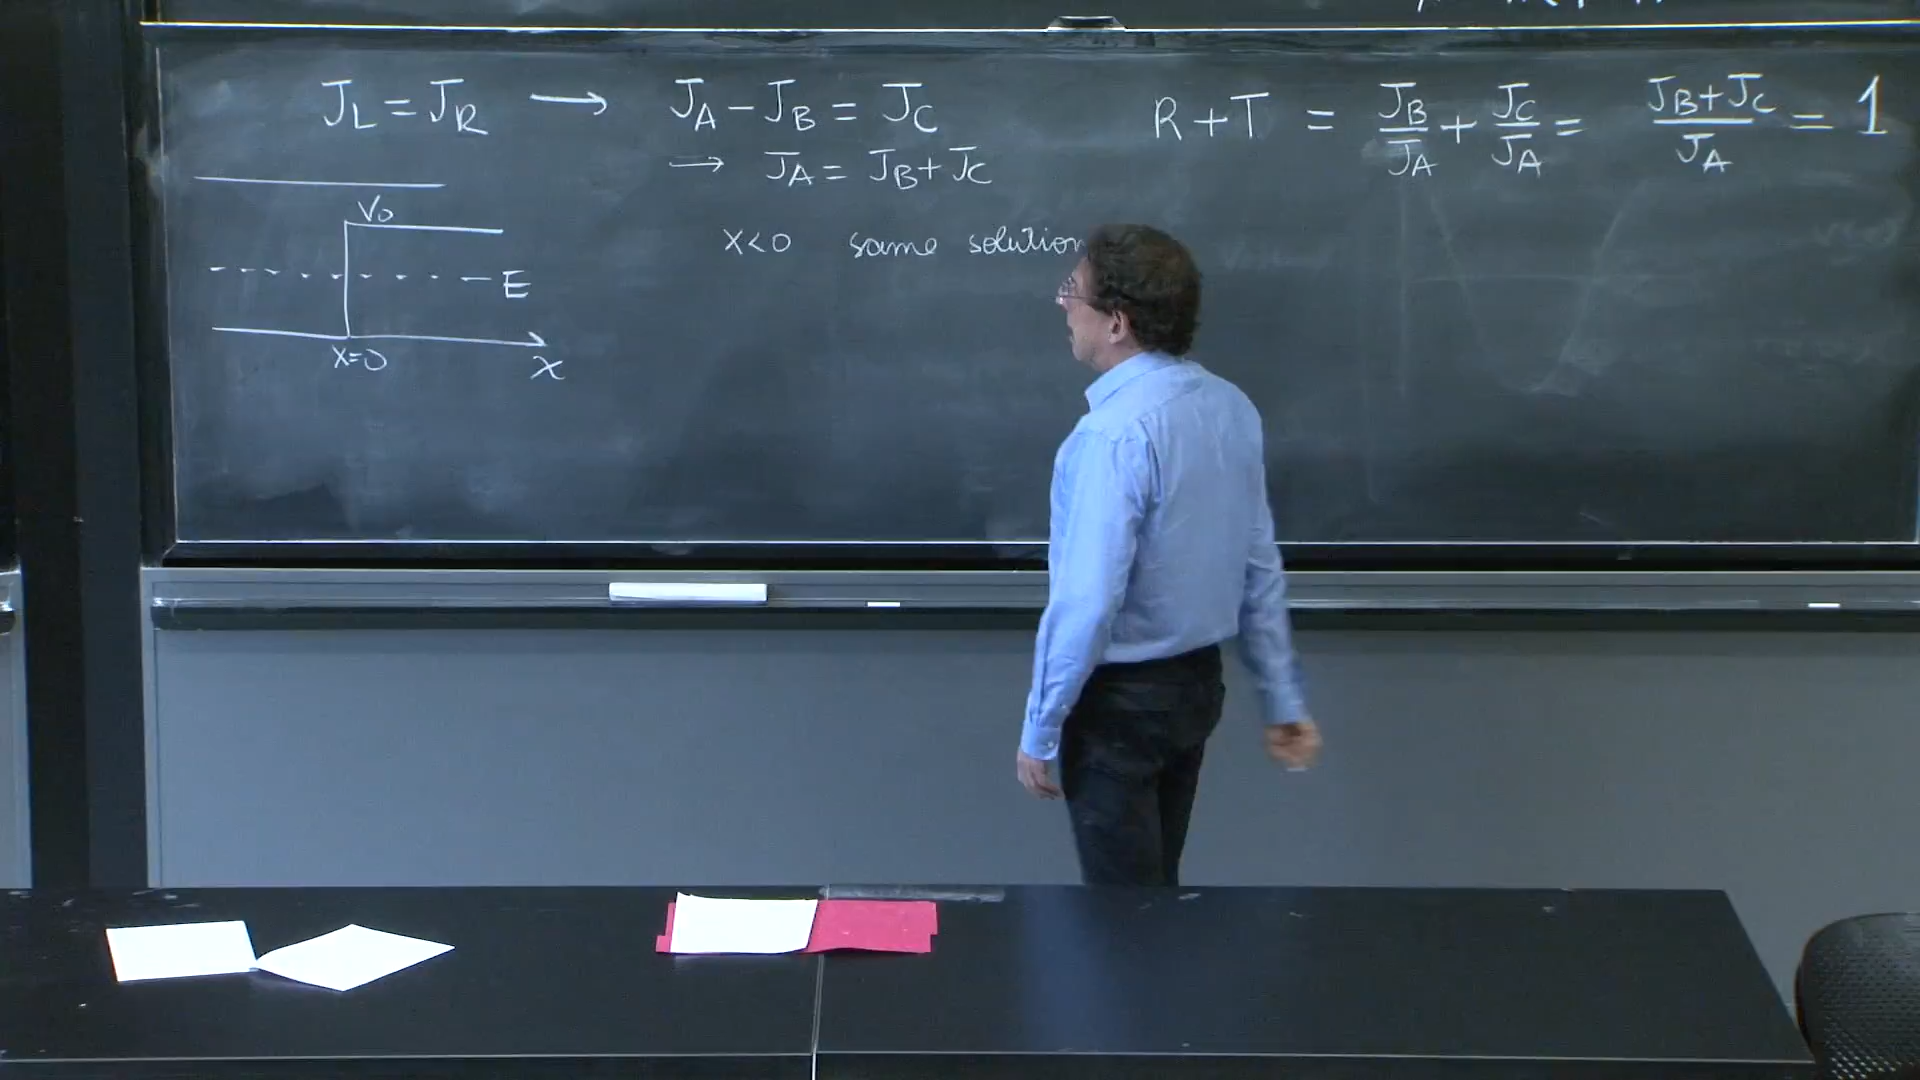 J_L = J_R → J_A - J_B = J_C
→ J_A = J_B + J_C
R + T = J_B/J_A + J_C/J_A = (J_B + J_C)/J_A = 1
V₀
E
x=0
x
x<0 same solution